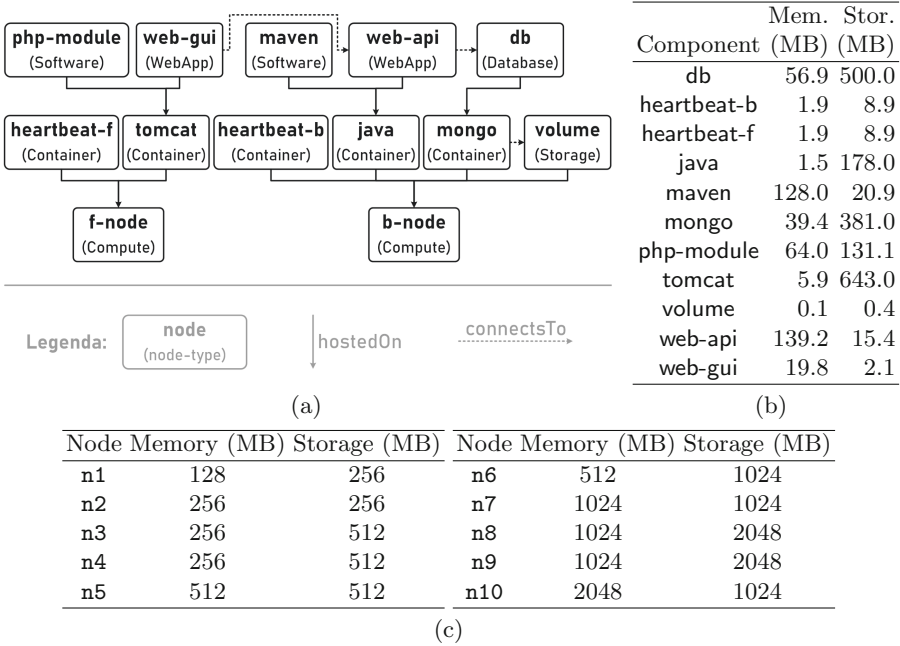 php-module web-gui maven web-api db
(Software) (WebApp) (Software) (WebApp) (Database)
heartbeat-f tomcat heartbeat-b java mongo volume
(Container) (Container) (Container) (Container) (Container) (Storage)
f-node b-node
(Compute) (Compute)
Legenda: node (node-type) hostedOn connectsTo
(a)
Mem. Stor.
Component (MB) (MB)
db 56.9 500.0
heartbeat-b 1.9 8.9
heartbeat-f 1.9 8.9
java 1.5 178.0
maven 128.0 20.9
mongo 39.4 381.0
php-module 64.0 131.1
tomcat 5.9 643.0
volume 0.1 0.4
web-api 139.2 15.4
web-gui 19.8 2.1
(b)
Node Memory (MB) Storage (MB) Node Memory (MB) Storage (MB)
n1 128 256 n6 512 1024
n2 256 256 n7 1024 1024
n3 256 512 n8 1024 2048
n4 256 512 n9 1024 2048
n5 512 512 n10 2048 1024
(c)